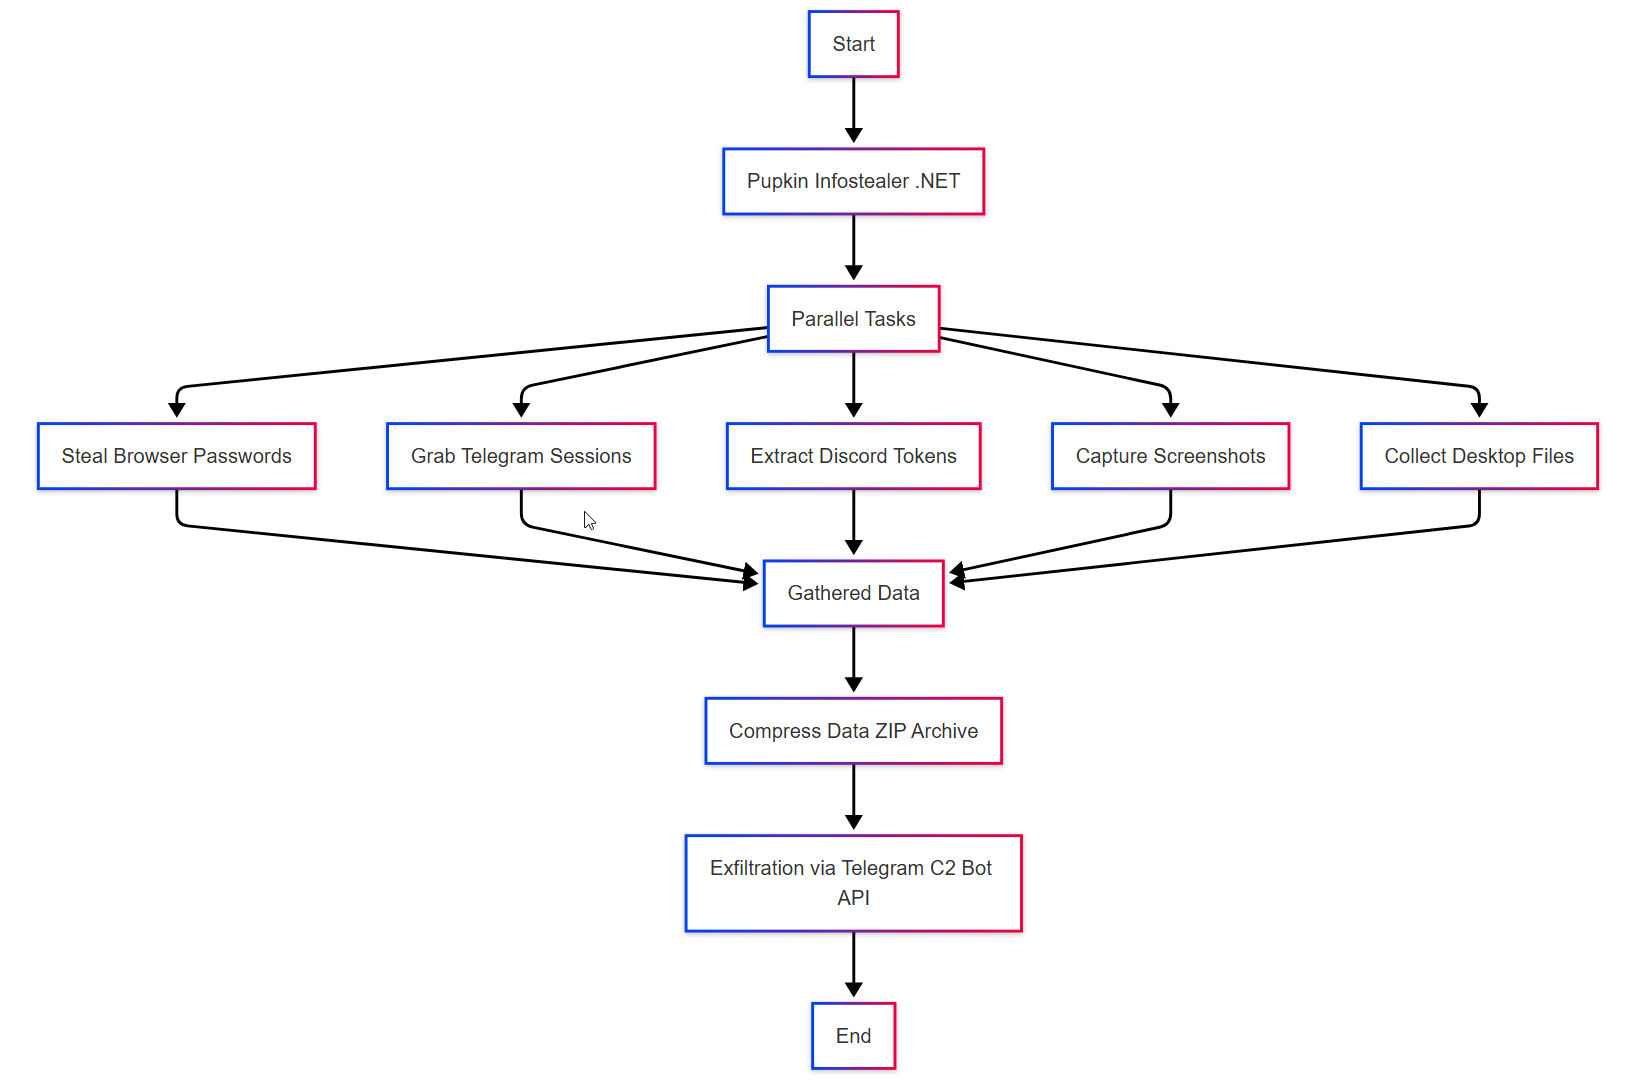 Start
Pupkin Infostealer .NET
Parallel Tasks
Steal Browser Passwords
Grab Telegram Sessions
Extract Discord Tokens
Capture Screenshots
Collect Desktop Files
Gathered Data
Compress Data ZIP Archive
Exfiltration via Telegram C2 Bot
API
End